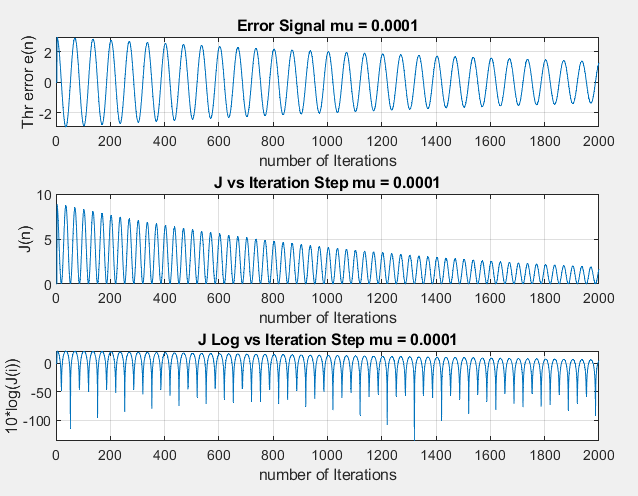 Error Signal mu = 0.0001
Thr error e(n)
2
0
-2
0 200 400 600 800 1000 1200 1400 1600 1800 2000
number of Iterations
J vs Iteration Step mu = 0.0001
J(n)
10
5
0
0 200 400 600 800 1000 1200 1400 1600 1800 2000
number of Iterations
J Log vs Iteration Step mu = 0.0001
10*log(J(i))
0
-50
-100
0 200 400 600 800 1000 1200 1400 1600 1800 2000
number of Iterations